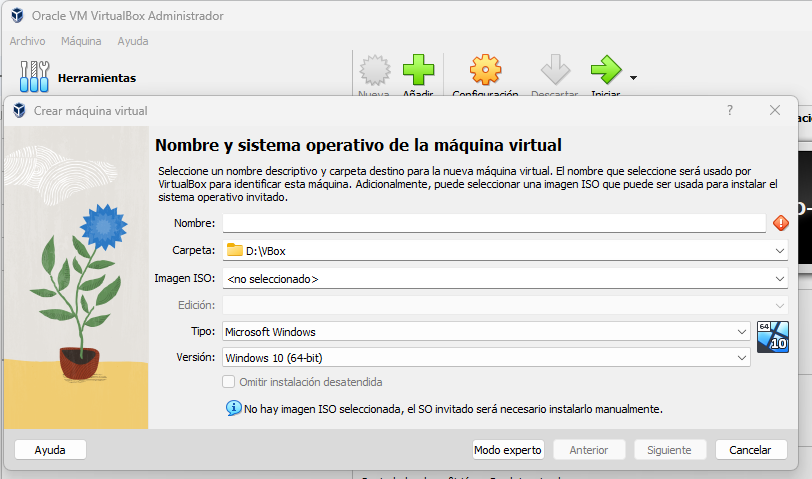 Oracle VM VirtualBox Administrador
Archivo Máquina Ayuda
Herramientas
Nueva Añadir Configuración Descartar Iniciar
Crear máquina virtual
?
Nombre y sistema operativo de la máquina virtual
Seleccione un nombre descriptivo y carpeta destino para la nueva máquina virtual. El nombre que seleccione será usado por
VirtualBox para identificar esta máquina. Adicionalmente, puede seleccionar una imagen ISO que puede ser usada para instalar el
sistema operativo invitado.
Nombre:
Carpeta: D:\VBox
Imagen ISO: <no seleccionado>
Edición:
Tipo: Microsoft Windows
64
10
Versión: Windows 10 (64-bit)
Omitir instalación desatendida
No hay imagen ISO seleccionada, el SO invitado será necesario instalarlo manualmente.
Ayuda Modo experto Anterior Siguiente Cancelar